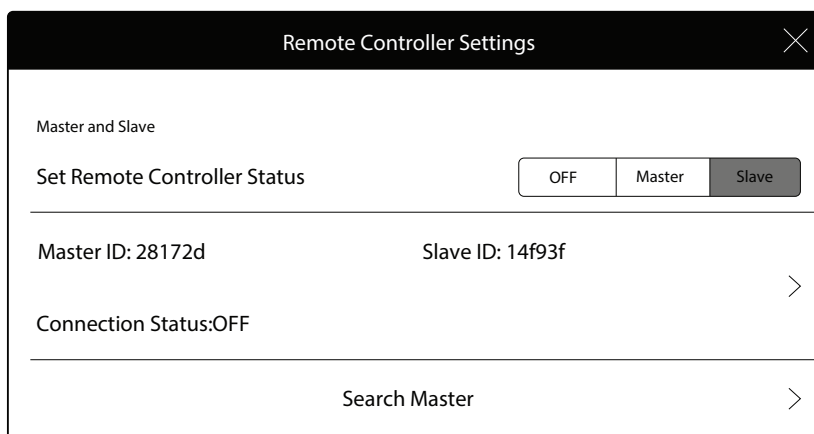 Remote Controller Settings
Master and Slave
Set Remote Controller Status OFF Master Slave
Master ID: 28172d Slave ID: 14f93f
Connection Status:OFF
Search Master